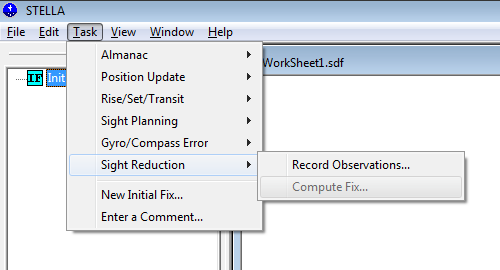 STELLA
File Edit Task View Window Help
WorkSheet1.sdf
IF Init
Almanac
Position Update
Rise/Set/Transit
Sight Planning
Gyro/Compass Error
Sight Reduction
Record Observations...
Compute Fix...
New Initial Fix...
Enter a Comment...